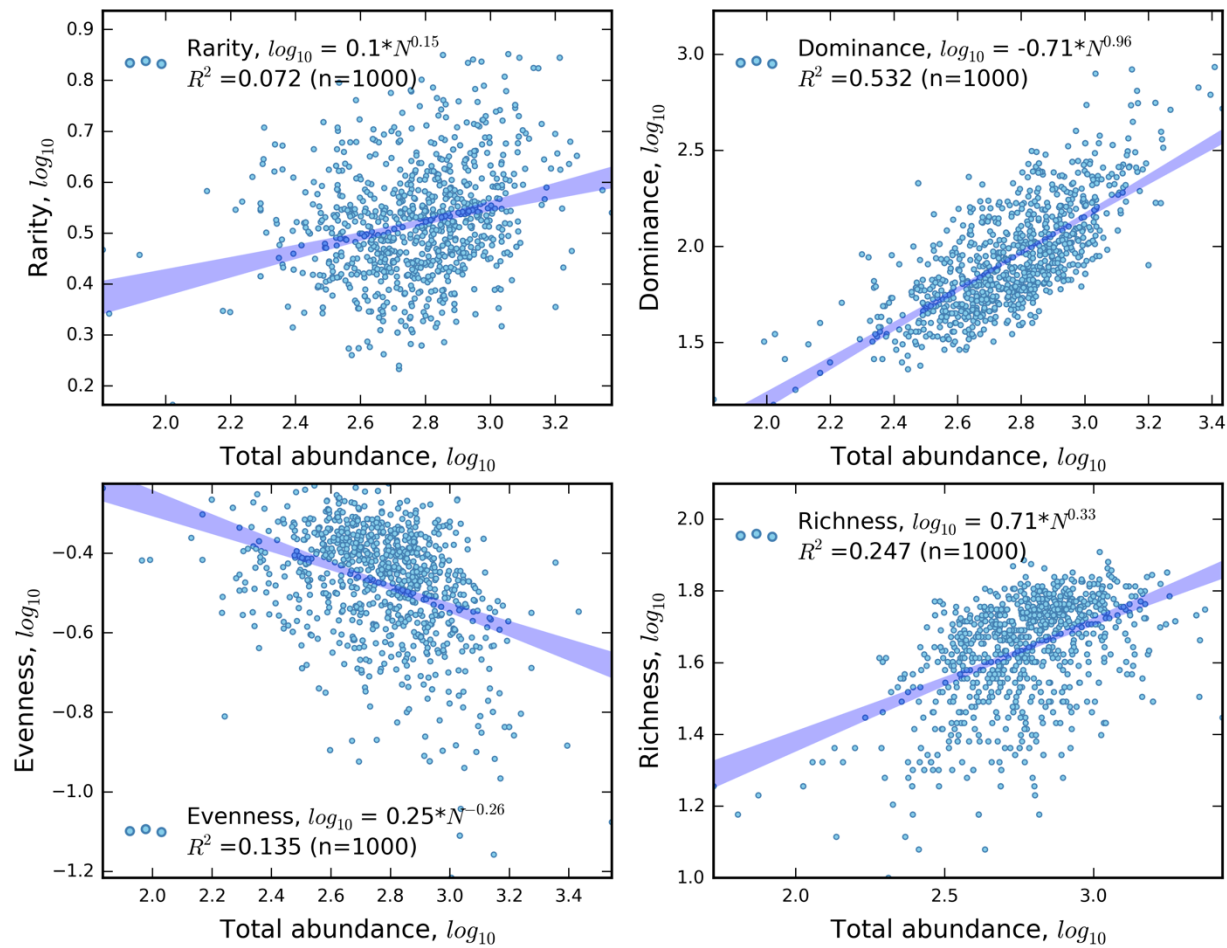 Rarity, log10 = 0.1*N^0.15
R^2 =0.072 (n=1000)
0.9
0.8
0.7
0.6
0.5
0.4
0.3
0.2
Rarity, log10
2.0 2.2 2.4 2.6 2.8 3.0 3.2
Total abundance, log10
Dominance, log10 = -0.71*N^0.96
R^2 =0.532 (n=1000)
3.0
2.5
2.0
1.5
Dominance, log10
2.0 2.2 2.4 2.6 2.8 3.0 3.2 3.4
Total abundance, log10
−0.4
−0.6
−0.8
−1.0
−1.2
Evenness, log10
Evenness, log10 = 0.25*N^−0.26
R^2 =0.135 (n=1000)
2.0 2.2 2.4 2.6 2.8 3.0 3.2 3.4
Total abundance, log10
Richness, log10 = 0.71*N^0.33
R^2 =0.247 (n=1000)
2.0
1.8
1.6
1.4
1.2
1.0
Richness, log10
2.0 2.5 3.0
Total abundance, log10